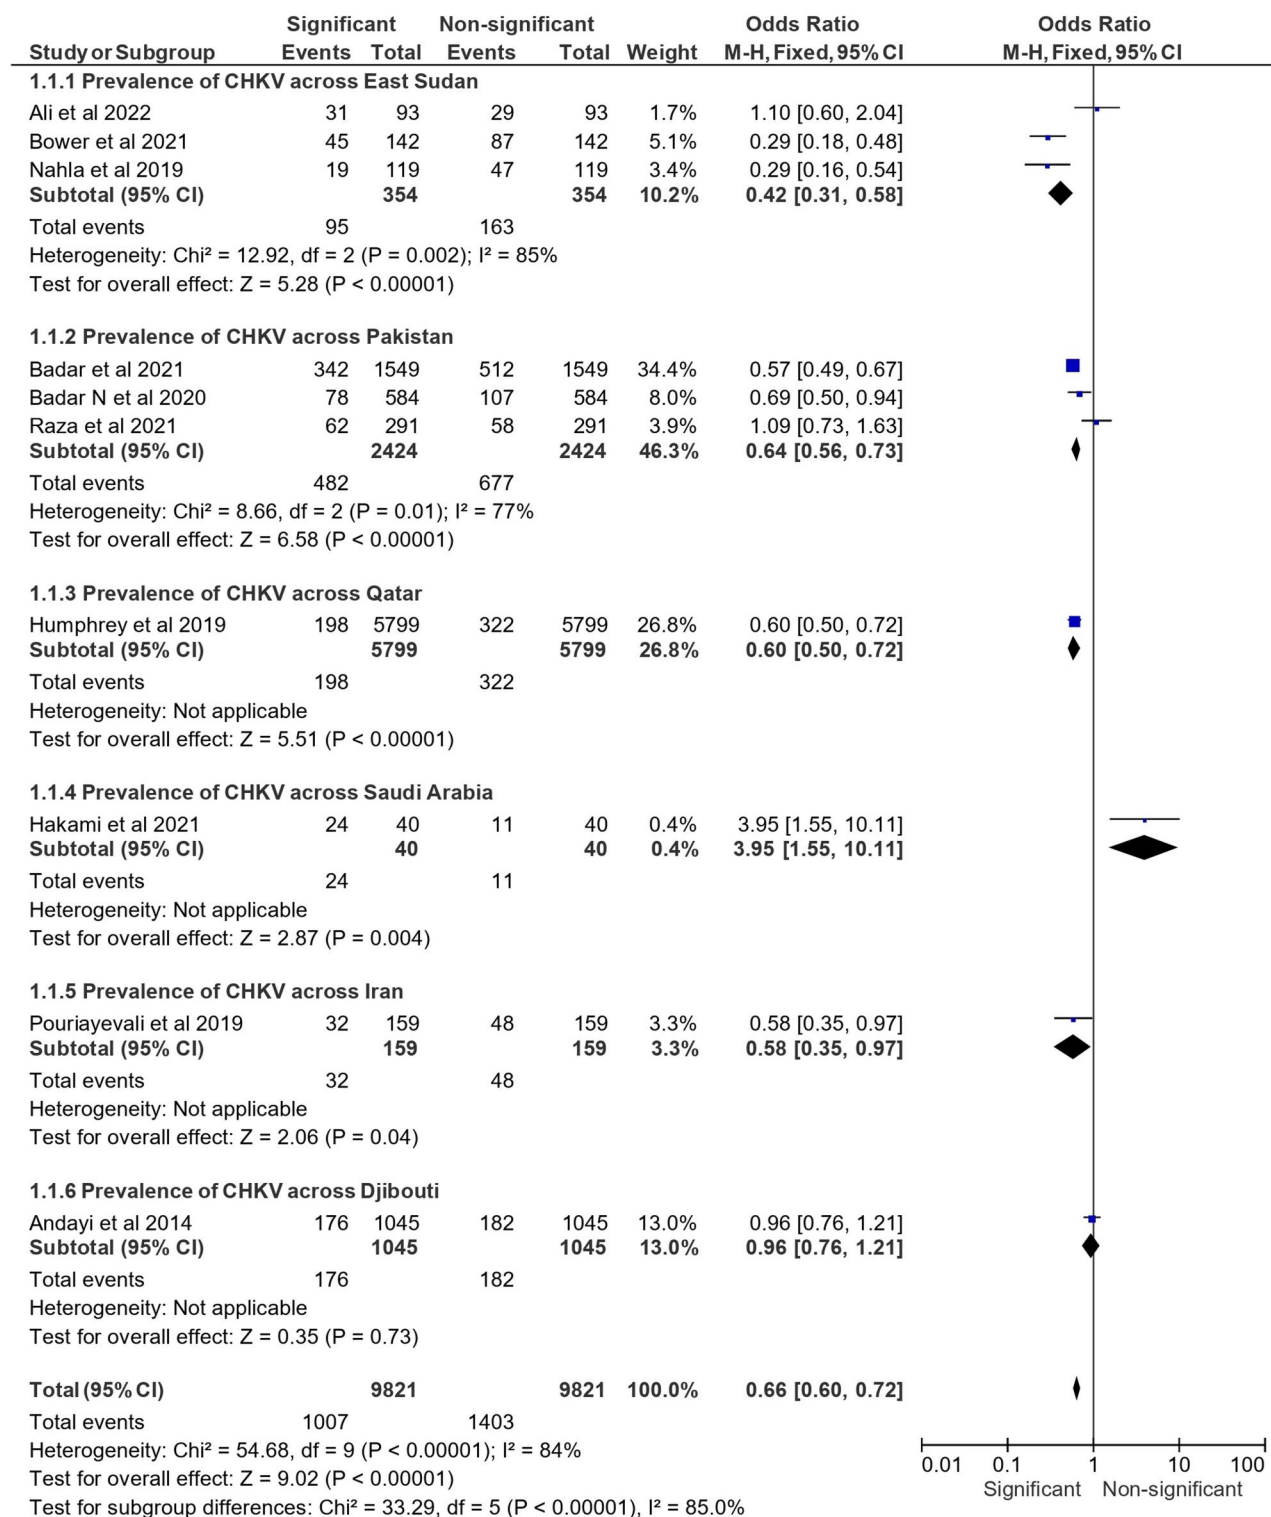 Significant Non-significant Odds Ratio Odds Ratio
Study or Subgroup Events Total Events Total Weight M-H, Fixed, 95% CI M-H, Fixed, 95% CI
1.1.1 Prevalence of CHKV across East Sudan
Ali et al 2022 31 93 29 93 1.7% 1.10 [0.60, 2.04]
Bower et al 2021 45 142 87 142 5.1% 0.29 [0.18, 0.48]
Nahla et al 2019 19 119 47 119 3.4% 0.29 [0.16, 0.54]
Subtotal (95% CI) 354 354 10.2% 0.42 [0.31, 0.58]
Total events 95 163
Heterogeneity: Chi² = 12.92, df = 2 (P = 0.002); I² = 85%
Test for overall effect: Z = 5.28 (P < 0.00001)
1.1.2 Prevalence of CHKV across Pakistan
Badar et al 2021 342 1549 512 1549 34.4% 0.57 [0.49, 0.67]
Badar N et al 2020 78 584 107 584 8.0% 0.69 [0.50, 0.94]
Raza et al 2021 62 291 58 291 3.9% 1.09 [0.73, 1.63]
Subtotal (95% CI) 2424 2424 46.3% 0.64 [0.56, 0.73]
Total events 482 677
Heterogeneity: Chi² = 8.66, df = 2 (P = 0.01); I² = 77%
Test for overall effect: Z = 6.58 (P < 0.00001)
1.1.3 Prevalence of CHKV across Qatar
Humphrey et al 2019 198 5799 322 5799 26.8% 0.60 [0.50, 0.72]
Subtotal (95% CI) 5799 5799 26.8% 0.60 [0.50, 0.72]
Total events 198 322
Heterogeneity: Not applicable
Test for overall effect: Z = 5.51 (P < 0.00001)
1.1.4 Prevalence of CHKV across Saudi Arabia
Hakami et al 2021 24 40 11 40 0.4% 3.95 [1.55, 10.11]
Subtotal (95% CI) 40 40 0.4% 3.95 [1.55, 10.11]
Total events 24 11
Heterogeneity: Not applicable
Test for overall effect: Z = 2.87 (P = 0.004)
1.1.5 Prevalence of CHKV across Iran
Pouriayevali et al 2019 32 159 48 159 3.3% 0.58 [0.35, 0.97]
Subtotal (95% CI) 159 159 3.3% 0.58 [0.35, 0.97]
Total events 32 48
Heterogeneity: Not applicable
Test for overall effect: Z = 2.06 (P = 0.04)
1.1.6 Prevalence of CHKV across Djibouti
Andayi et al 2014 176 1045 182 1045 13.0% 0.96 [0.76, 1.21]
Subtotal (95% CI) 1045 1045 13.0% 0.96 [0.76, 1.21]
Total events 176 182
Heterogeneity: Not applicable
Test for overall effect: Z = 0.35 (P = 0.73)
Total (95% CI) 9821 9821 100.0% 0.66 [0.60, 0.72]
Total events 1007 1403
Heterogeneity: Chi² = 54.68, df = 9 (P < 0.00001); I² = 84%
Test for overall effect: Z = 9.02 (P < 0.00001)
Test for subgroup differences: Chi² = 33.29, df = 5 (P < 0.00001), I² = 85.0%
0.01 0.1 1 10 100
Significant Non-significant